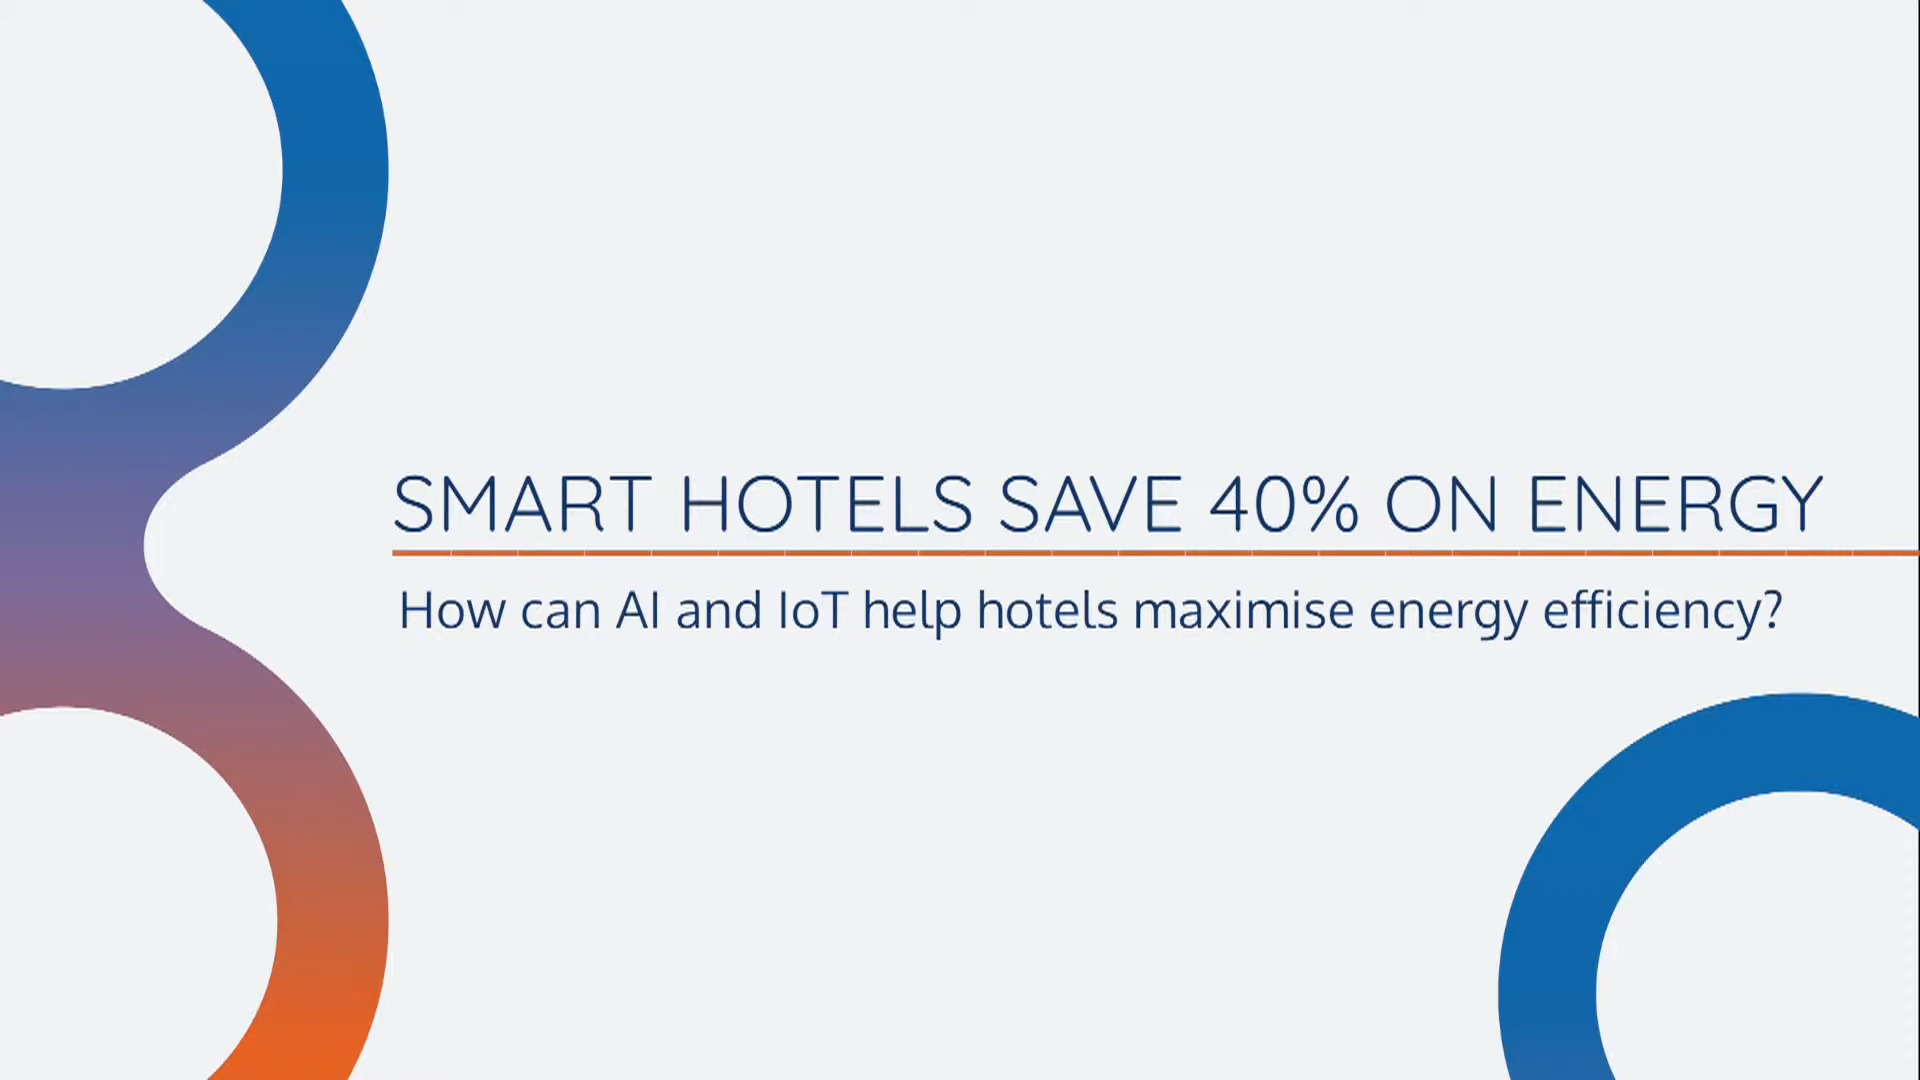 SMART HOTELS SAVE 40% ON ENERGY
How can AI and IoT help hotels maximise energy efficiency?